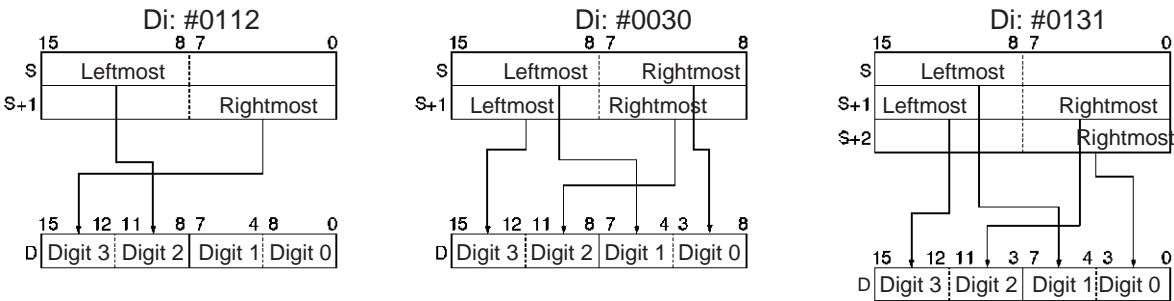 Di: #0112
15 8 7 0
S Leftmost
S+1 Rightmost
15 12 11 8 7 4 8 0
D Digit 3 Digit 2 Digit 1 Digit 0
Di: #0030
15 8 7 8
S Leftmost Rightmost
S+1 Leftmost Rightmost
15 12 11 8 7 4 3 8
D Digit 3 Digit 2 Digit 1 Digit 0
Di: #0131
15 8 7 0
S Leftmost
S+1 Leftmost Rightmost
S+2 Rightmost
15 12 11 3 7 4 3 0
D Digit 3 Digit 2 Digit 1 Digit 0